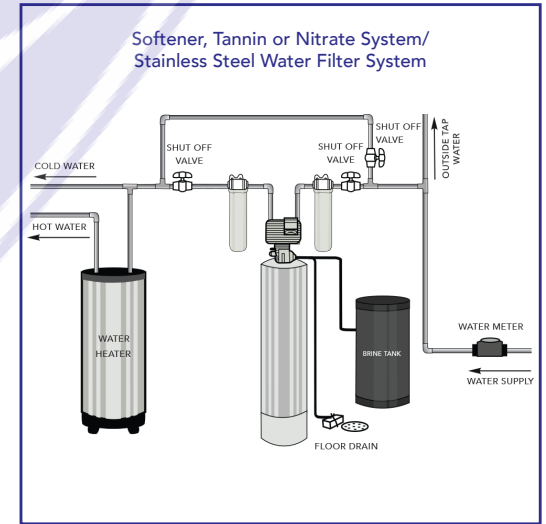 Softener, Tannin or Nitrate System/
Stainless Steel Water Filter System
SHUT OFF
VALVE
SHUT OFF
VALVE
SHUT OFF
VALVE
OUTSIDE TAP
WATER
COLD WATER
HOT WATER
WATER
HEATER
BRINE TANK
WATER METER
WATER SUPPLY
FLOOR DRAIN